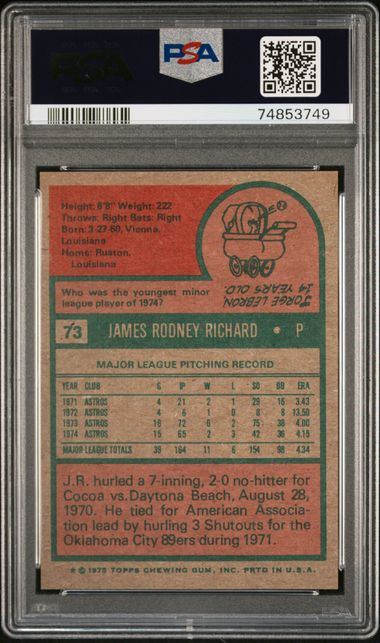 PSA
PSA
74853749
Height: 6'8" Weight: 222
Throws: Right Bats: Right
Born: 3-27-50, Vienna,
Louisiana
Home: Ruston,
Louisiana
Who was the youngest minor
league player of 1974?
JORGE LEBRON,
14 YEARS OLD
73 JAMES RODNEY RICHARD • P
MAJOR LEAGUE PITCHING RECORD
YEAR CLUB G IP W L SO BB ERA
1971 ASTROS 4 21 2 1 29 16 3.43
1972 ASTROS 4 6 1 0 8 8 13.50
1973 ASTROS 16 72 6 2 75 38 4.00
1974 ASTROS 15 65 2 3 42 36 4.15
MAJOR LEAGUE TOTALS 39 164 11 6 154 98 4.34
J.R. hurled a 7-inning, 2-0 no-hitter for
Cocoa vs. Daytona Beach, August 28,
1970. He tied for American Associa-
tion lead by hurling 3 Shutouts for the
Oklahoma City 89ers during 1971.
* © 1975 TOPPS CHEWING GUM, INC. PRTD IN U.S.A.